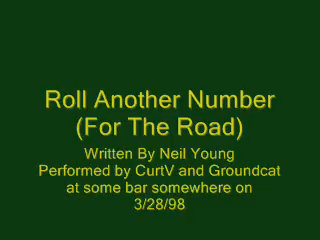 Roll Another Number
(For The Road)
Written By Neil Young
Performed by CurtV and Groundcat
at some bar somewhere on
3/28/98